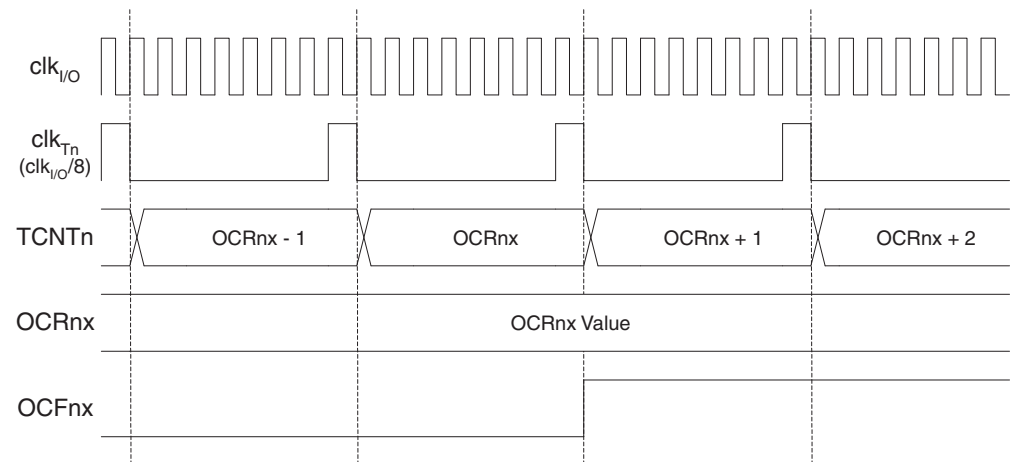 clkI/O
clkTn
(clkI/O/8)
TCNTn
OCRnx - 1
OCRnx
OCRnx + 1
OCRnx + 2
OCRnx
OCRnx Value
OCFnx